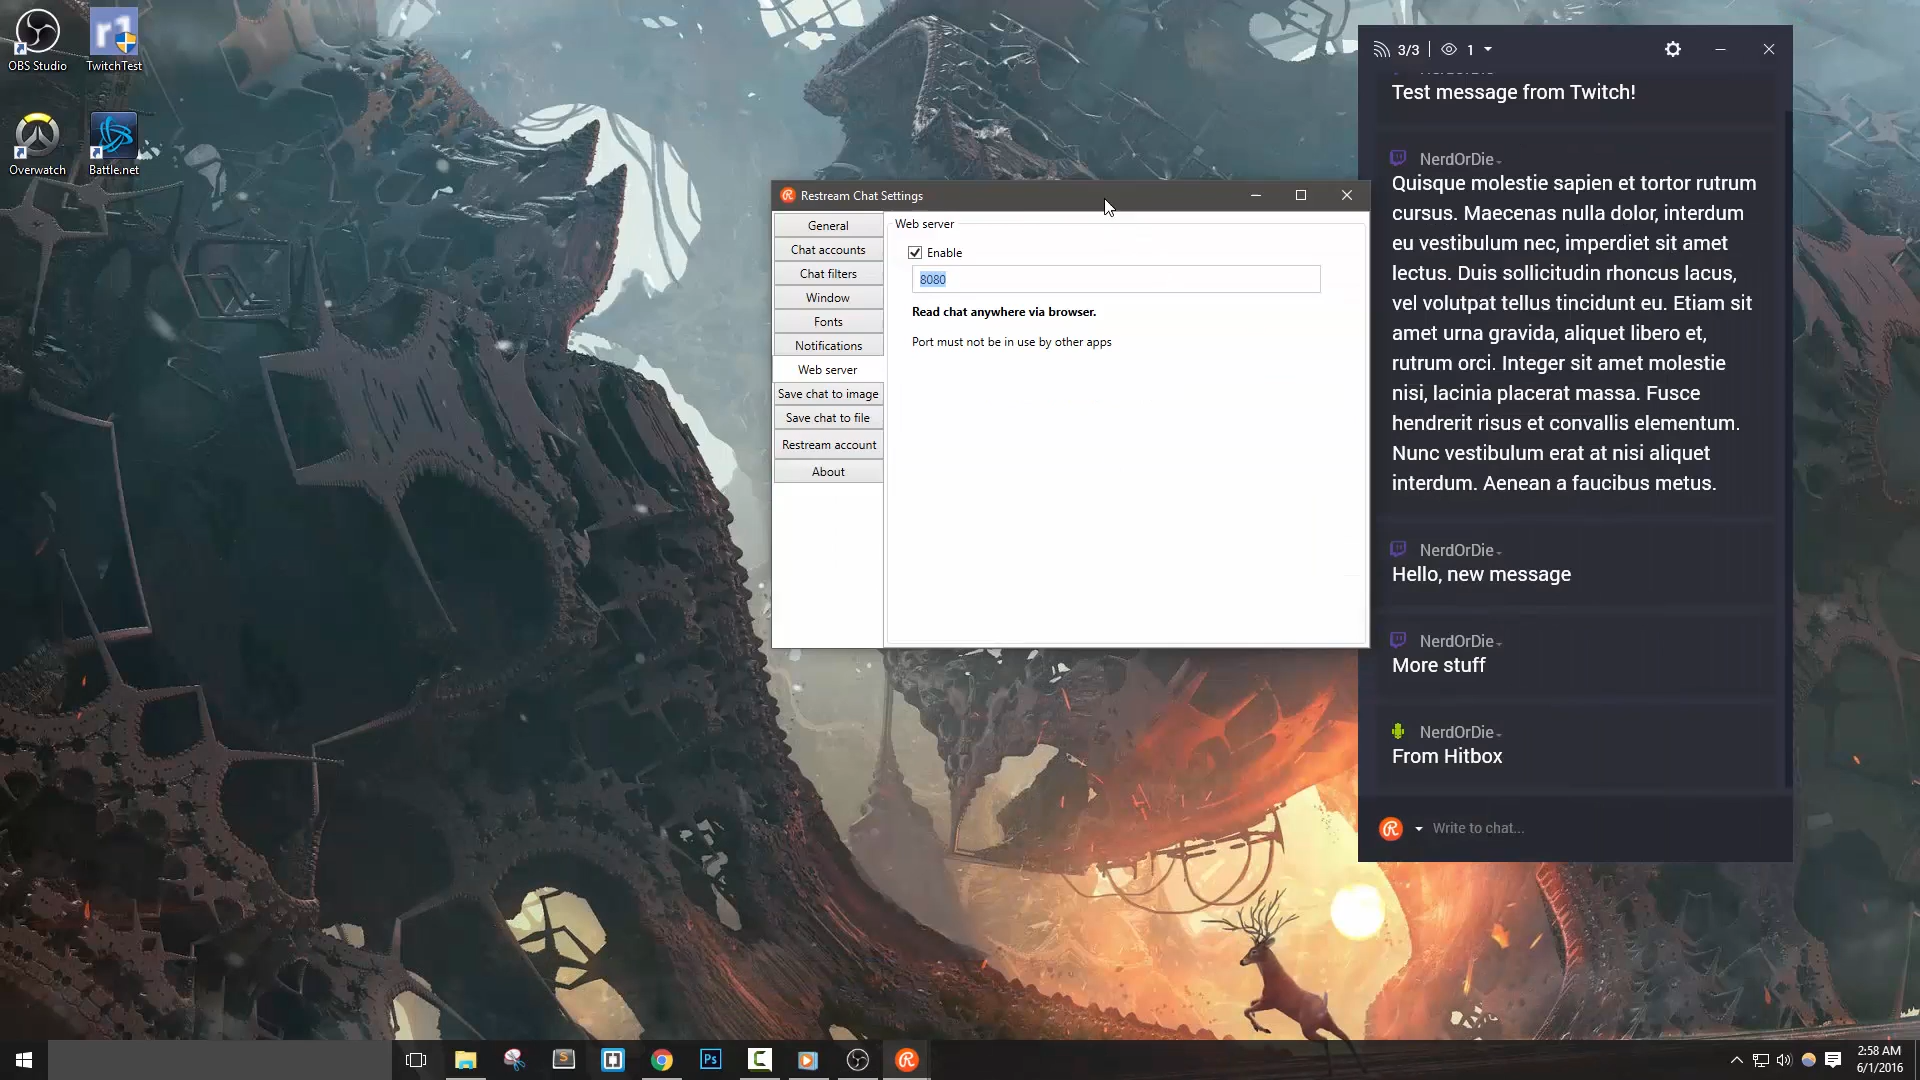 OBS Studio
TwitchTest
Overwatch
Battle.net
Restream Chat Settings
General
Chat accounts
Chat filters
Window
Fonts
Notifications
Web server
Save chat to image
Save chat to file
Restream account
About
Web server
Enable
8080
Read chat anywhere via browser.
Port must not be in use by other apps
3/3
1
Test message from Twitch!
NerdOrDie
Quisque molestie sapien et tortor rutrum
cursus. Maecenas nulla dolor, interdum
eu vestibulum nec, imperdiet sit amet
lectus. Duis sollicitudin rhoncus lacus,
vel volutpat tellus tincidunt eu. Etiam sit
amet urna gravida, aliquet libero et,
rutrum orci. Integer sit amet molestie
nisi, lacinia placerat massa. Fusce
hendrerit risus et convallis elementum.
Nunc vestibulum erat at nisi aliquet
interdum. Aenean a faucibus metus.
NerdOrDie
Hello, new message
NerdOrDie
More stuff
NerdOrDie
From Hitbox
Write to chat...
Ps
2:58 AM
6/1/2016